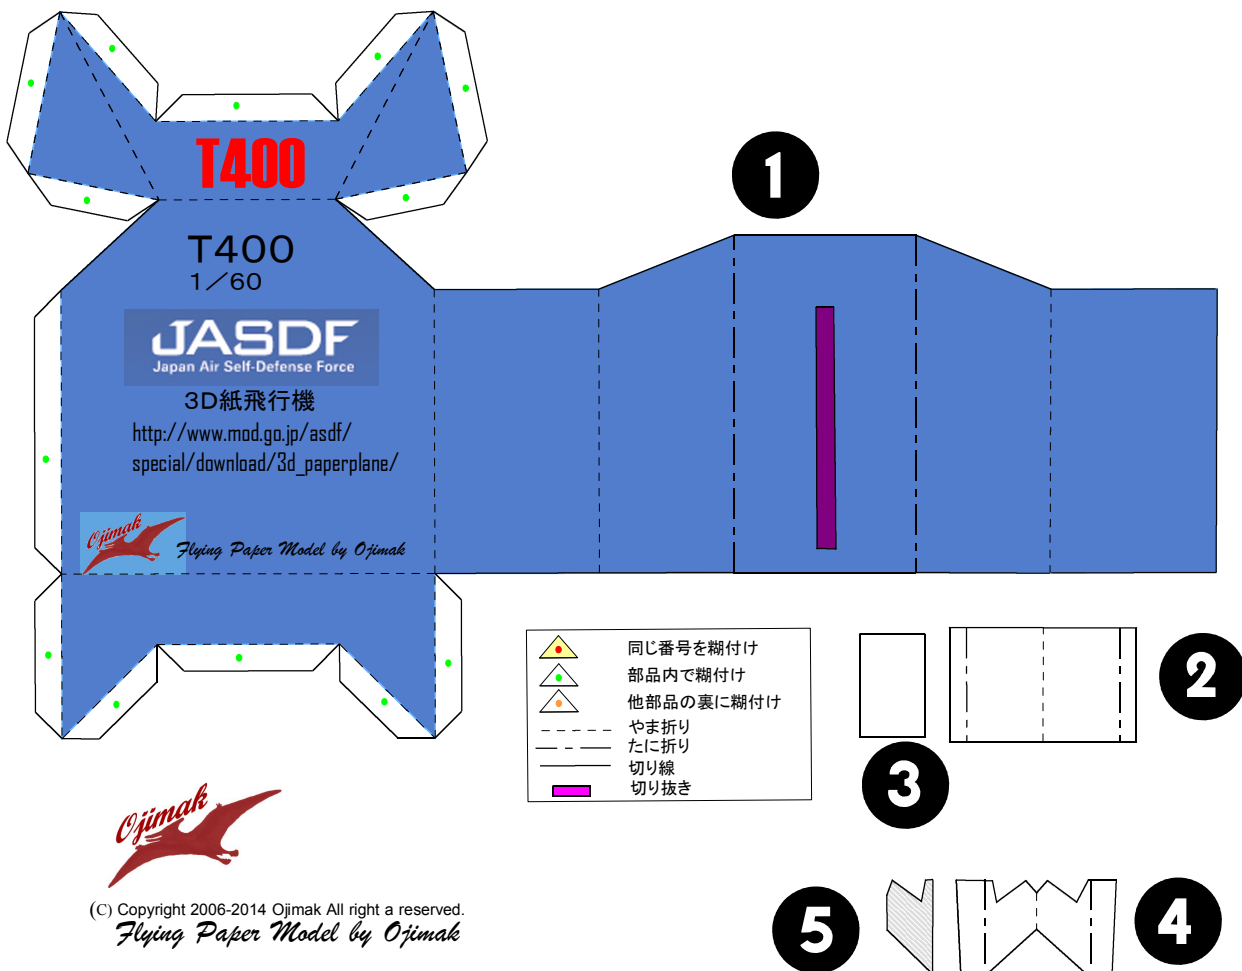 T400
1
T400
1／60
JASDF
Japan Air Self-Defense Force
3D紙飛行機
http://www.mod.go.jp/asdf/
special/download/3d_paperplane/
Ojimak
Flying Paper Model by Ojimak
同じ番号を糊付け
部品内で糊付け
他部品の裏に糊付け
やま折り
たに折り
切り線
切り抜き
2
3
Ojimak
(C) Copyright 2006-2014 Ojimak All right a reserved.
Flying Paper Model by Ojimak
5
4